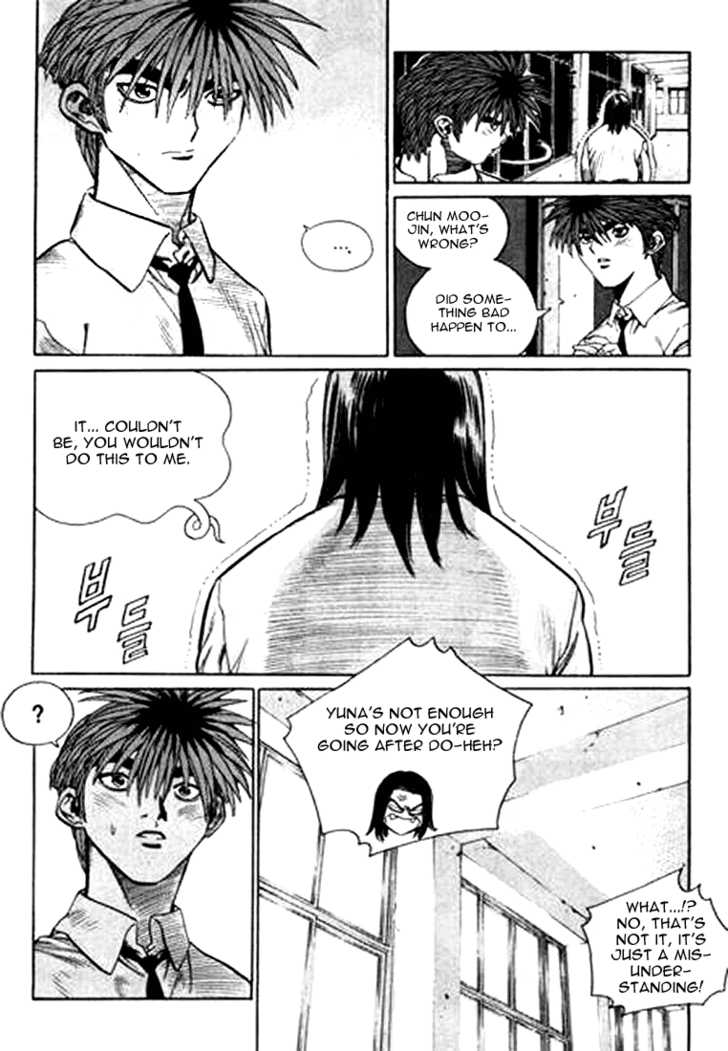 ...
CHUN MOO-
JIN, WHAT'S
WRONG?
DID SOME-
THING BAD
HAPPEN TO...
IT... COULDN'T
BE, YOU WOULDN'T
DO THIS TO ME.
부들
부들
?
YUNA'S NOT ENOUGH
SO NOW YOU'RE
GOING AFTER DO-HEH?
WHAT...!?
NO, THAT'S
NOT IT, IT'S
JUST A MIS-
UNDER-
STANDING!